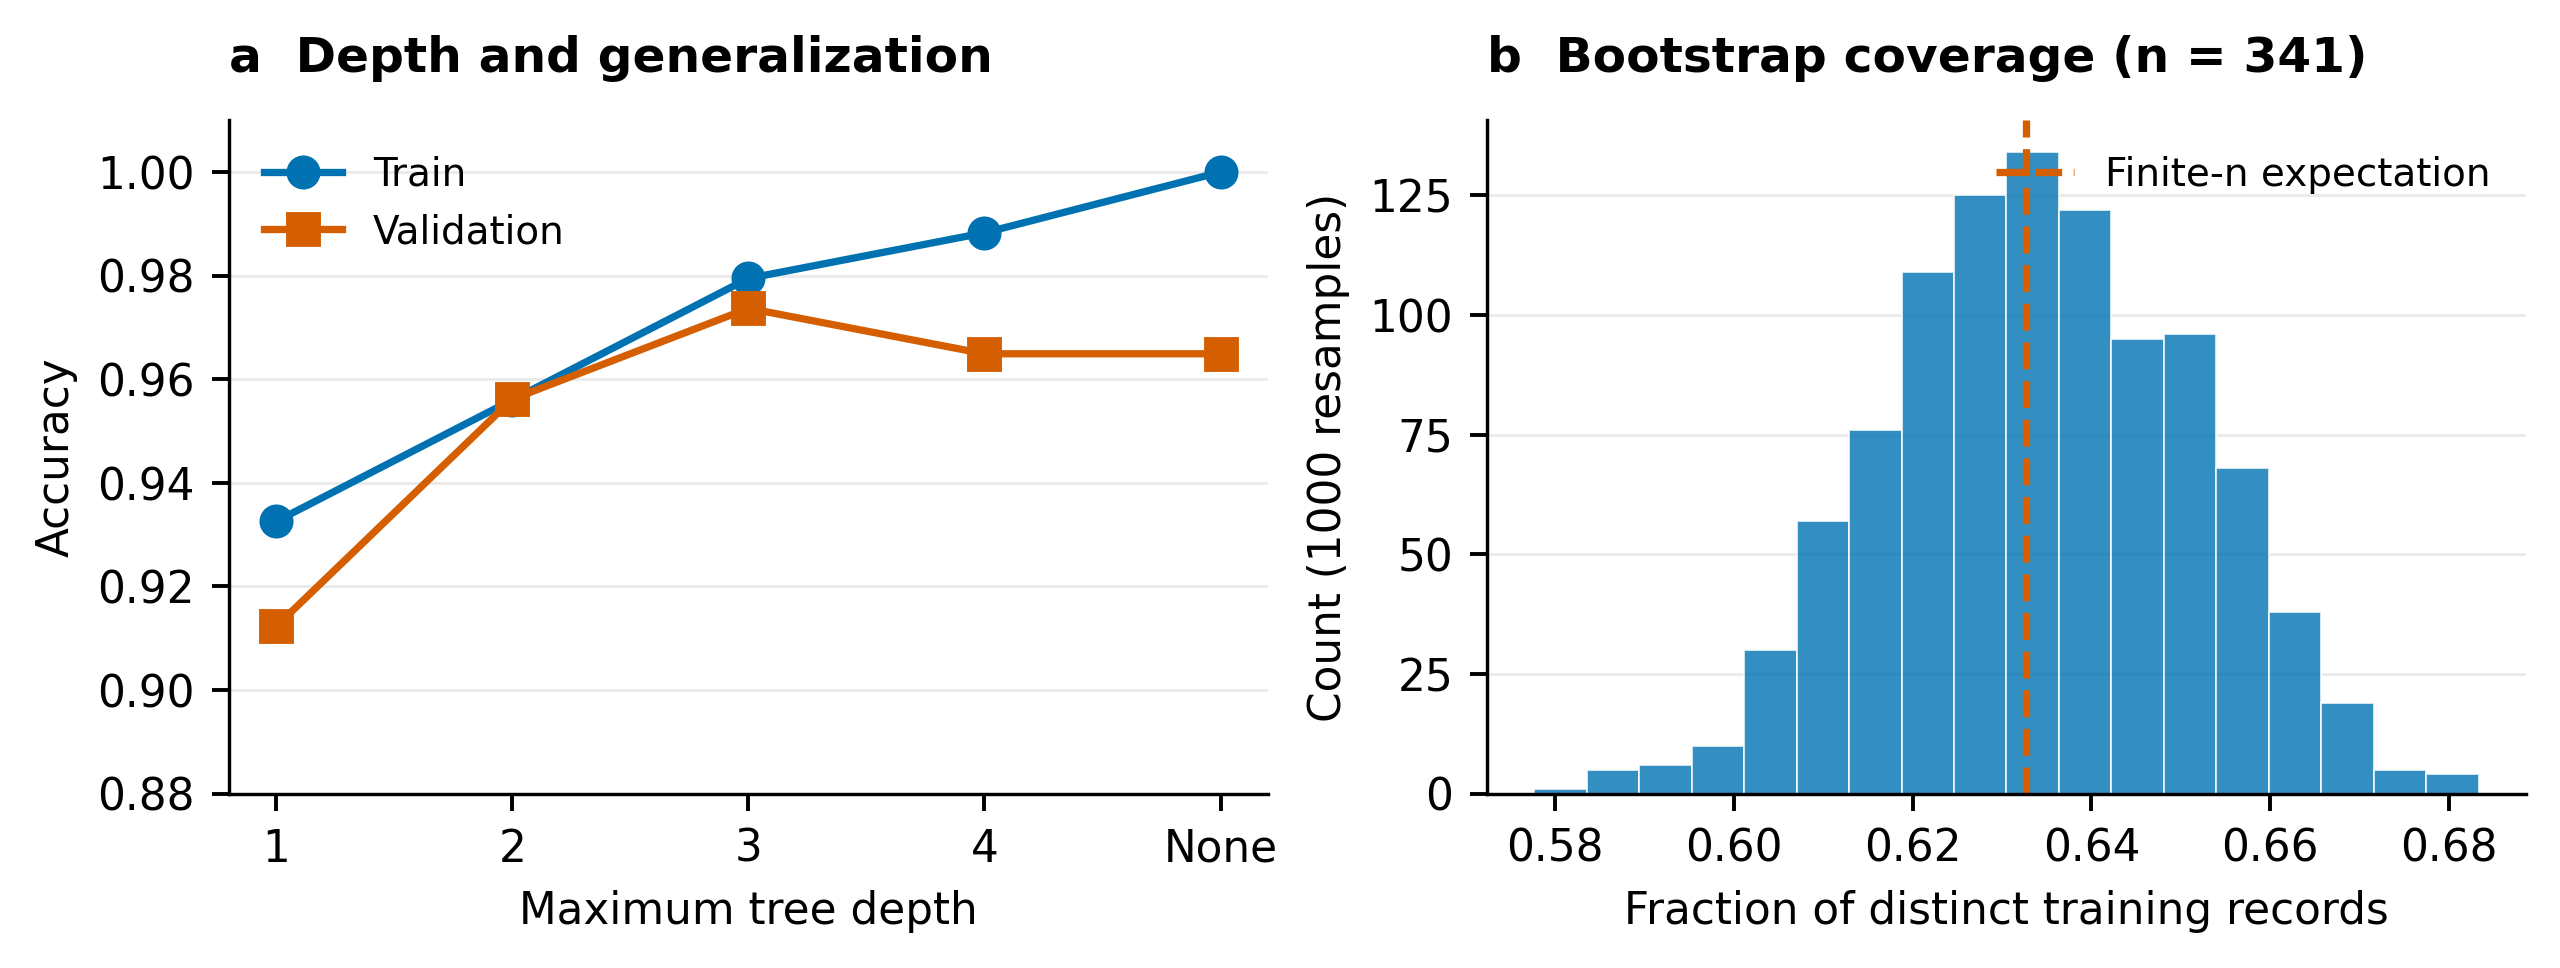 a Depth and generalization
Train
Validation
1.00
0.98
0.96
0.94
0.92
0.90
0.88
Accuracy
1
2
3
4
None
Maximum tree depth
b Bootstrap coverage (n = 341)
Finite-n expectation
125
100
75
50
25
0
Count (1000 resamples)
0.58
0.60
0.62
0.64
0.66
0.68
Fraction of distinct training records